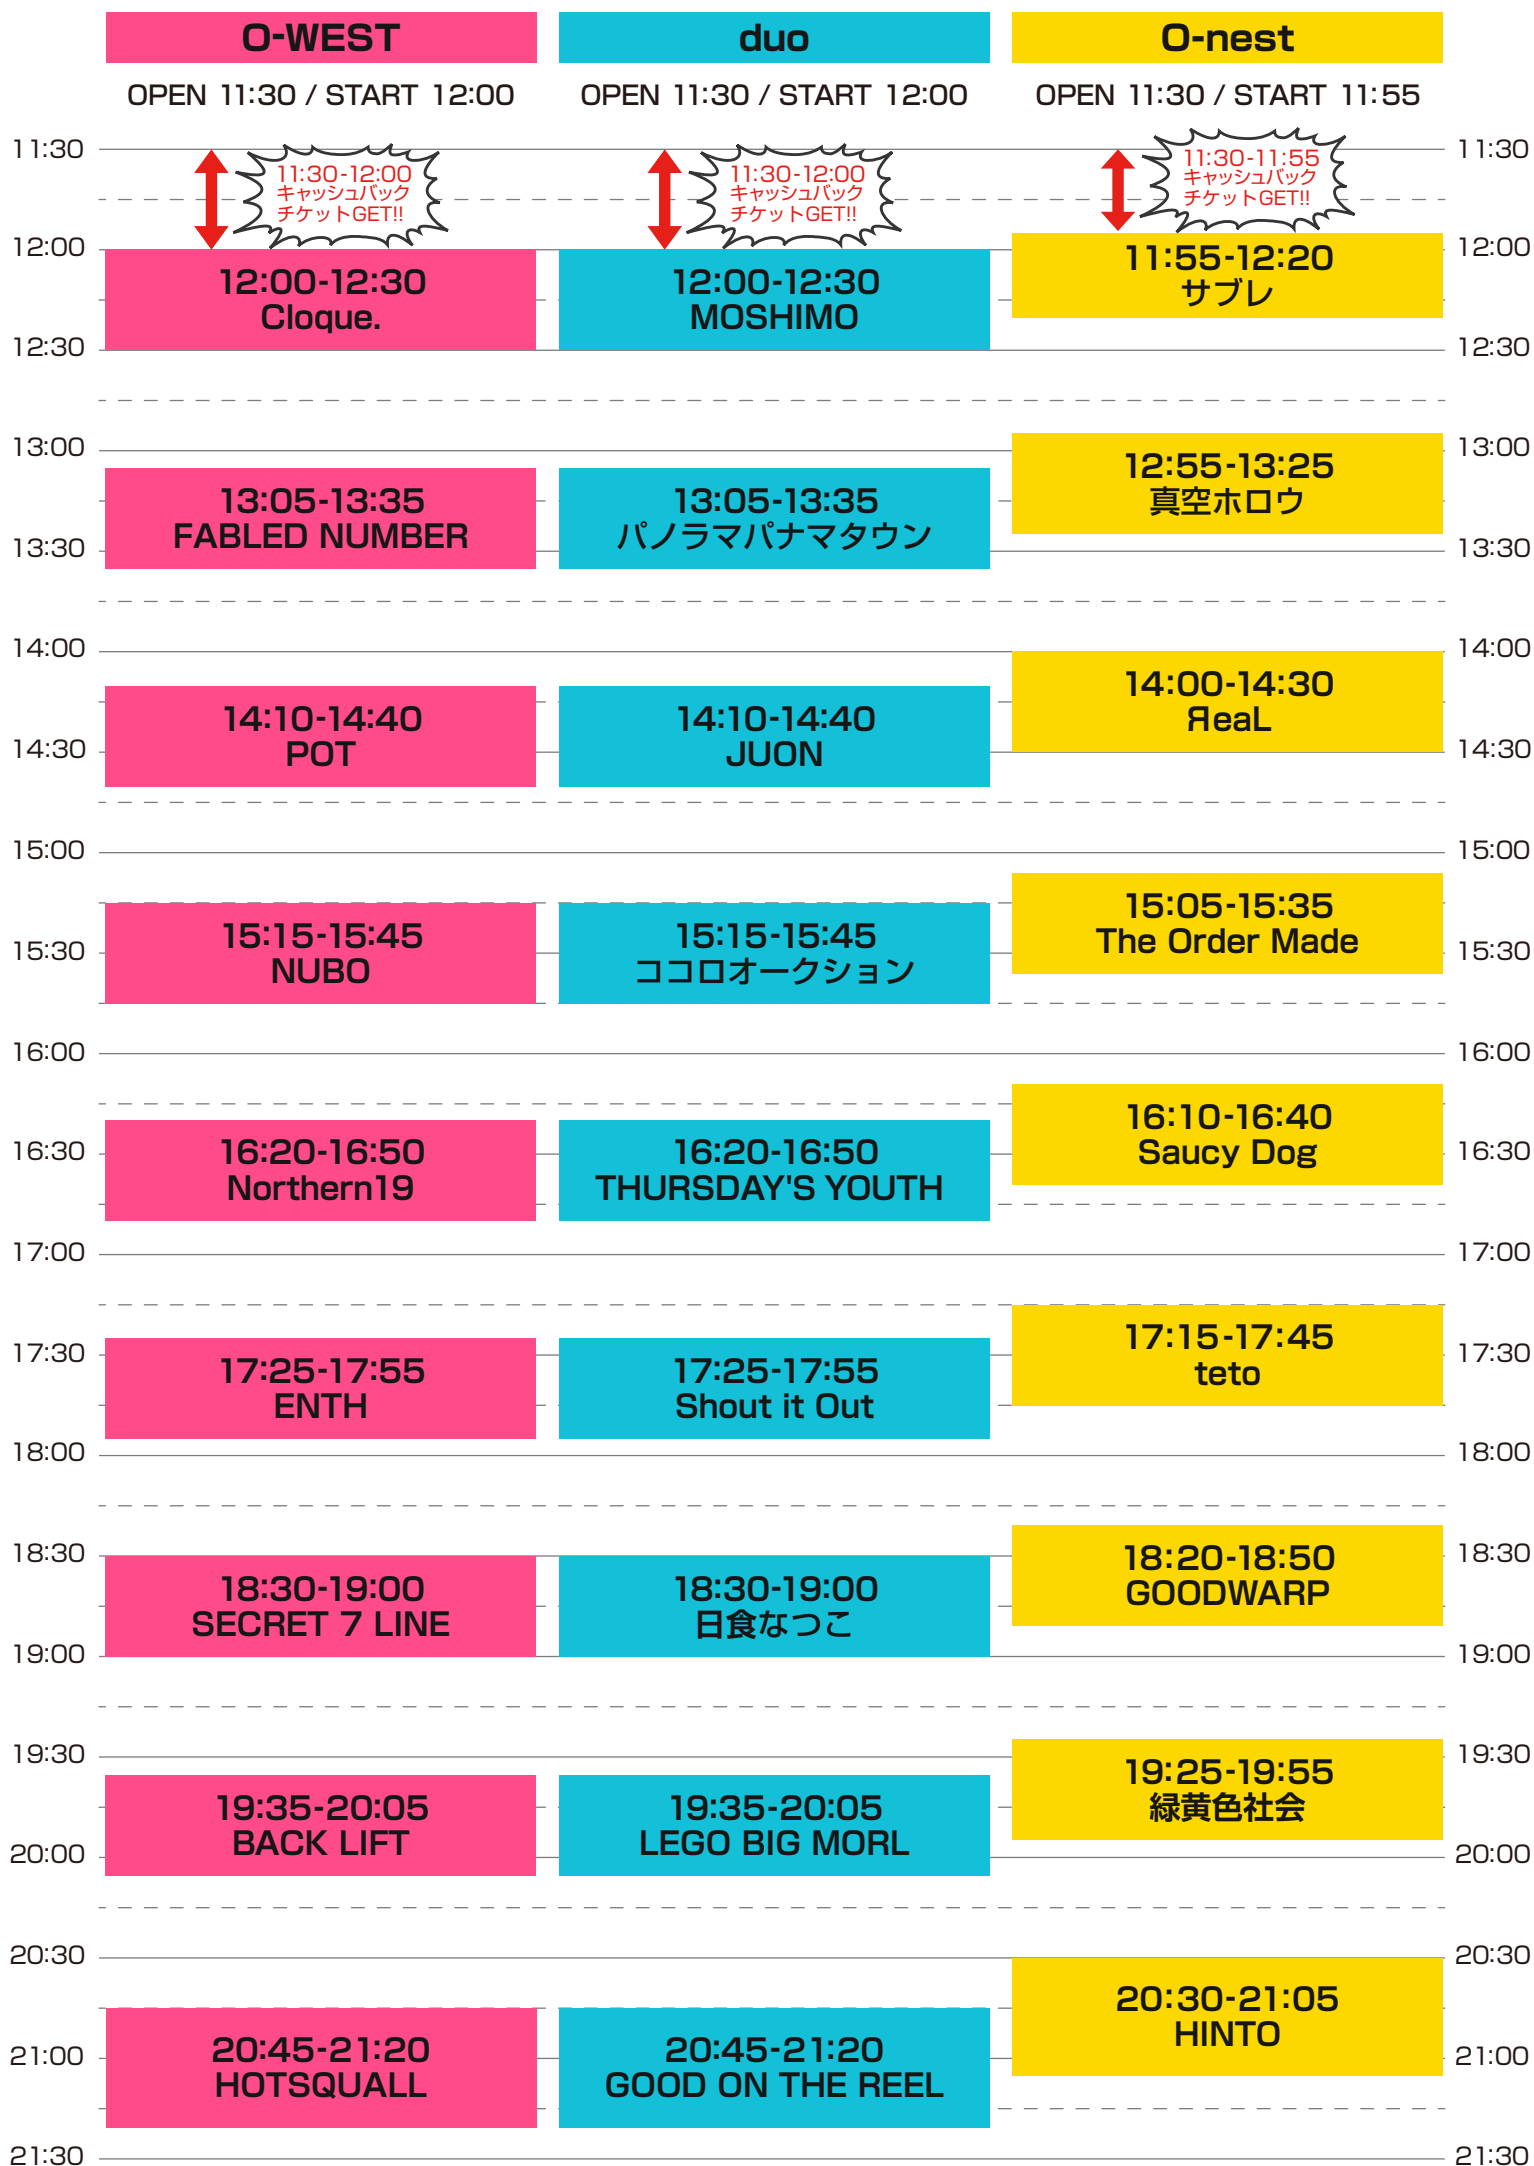 O-WEST
duo
O-nest
OPEN 11:30 / START 12:00
OPEN 11:30 / START 12:00
OPEN 11:30 / START 11:55
11:30
11:30-12:00
キャッシュバック
チケットGET!!
11:30-12:00
キャッシュバック
チケットGET!!
11:30-11:55
キャッシュバック
チケットGET!!
11:30
12:00
12:00-12:30
Cloque.
12:00-12:30
MOSHIMO
11:55-12:20
サブレ
12:00
12:30
12:30
13:00
13:05-13:35
FABLED NUMBER
13:05-13:35
パノラマパナマタウン
12:55-13:25
真空ホロウ
13:00
13:30
13:30
14:00
14:10-14:40
POT
14:10-14:40
JUON
14:00-14:30
ЯeaL
14:00
14:30
14:30
15:00
15:15-15:45
NUBO
15:15-15:45
ココロオークション
15:05-15:35
The Order Made
15:00
15:30
15:30
16:00
16:00
16:20-16:50
Northern19
16:20-16:50
THURSDAY'S YOUTH
16:10-16:40
Saucy Dog
16:30
16:30
17:00
17:00
17:25-17:55
ENTH
17:25-17:55
Shout it Out
17:15-17:45
teto
17:30
17:30
18:00
18:00
18:30
18:30-19:00
SECRET 7 LINE
18:30-19:00
日食なつこ
18:20-18:50
GOODWARP
18:30
19:00
19:00
19:30
19:35-20:05
BACK LIFT
19:35-20:05
LEGO BIG MORL
19:25-19:55
緑黄色社会
19:30
20:00
20:00
20:30
20:45-21:20
HOTSQUALL
20:45-21:20
GOOD ON THE REEL
20:30-21:05
HINTO
20:30
21:00
21:00
21:30
21:30